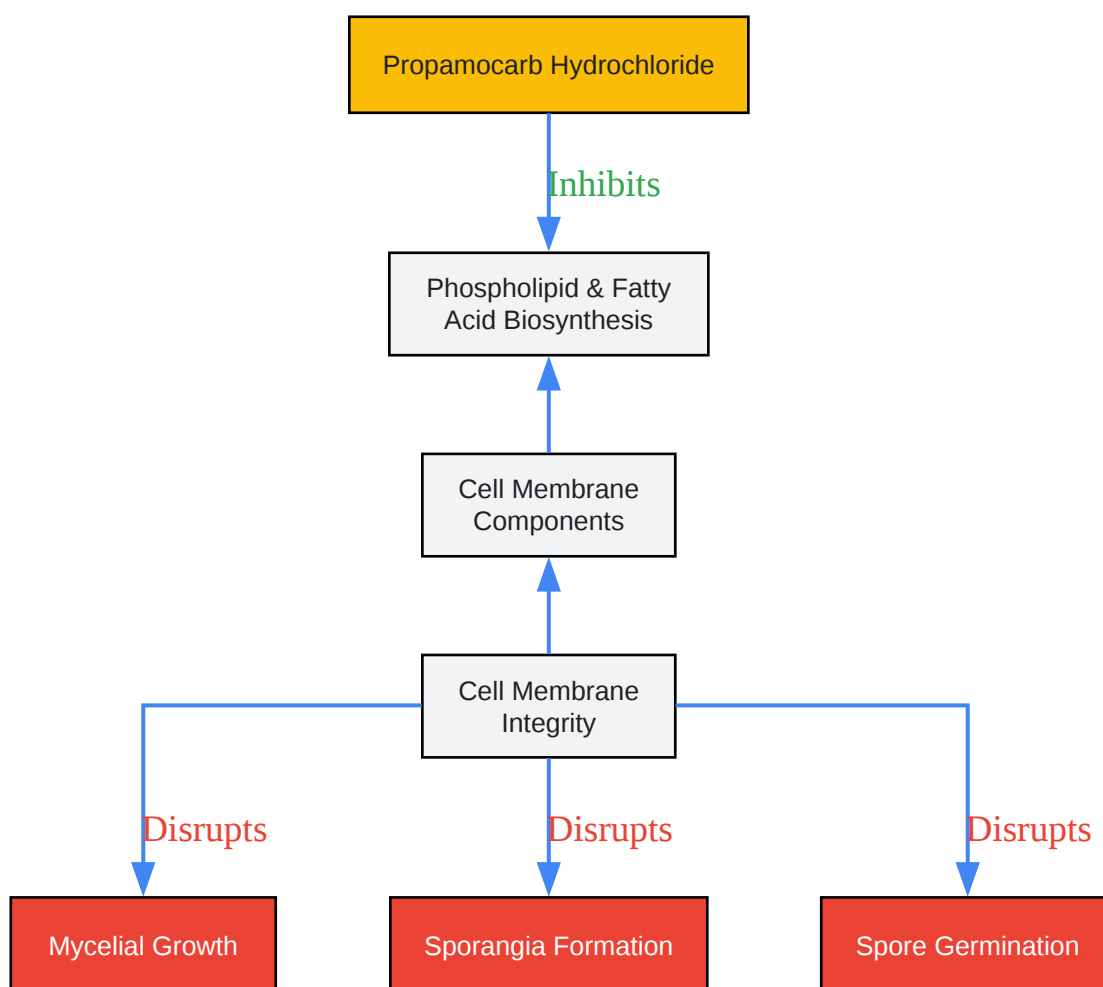 Propamocarb Hydrochloride
Inhibits
Phospholipid & Fatty
Acid Biosynthesis
Cell Membrane
Components
Cell Membrane
Integrity
Disrupts
Disrupts
Disrupts
Mycelial Growth
Sporangia Formation
Spore Germination